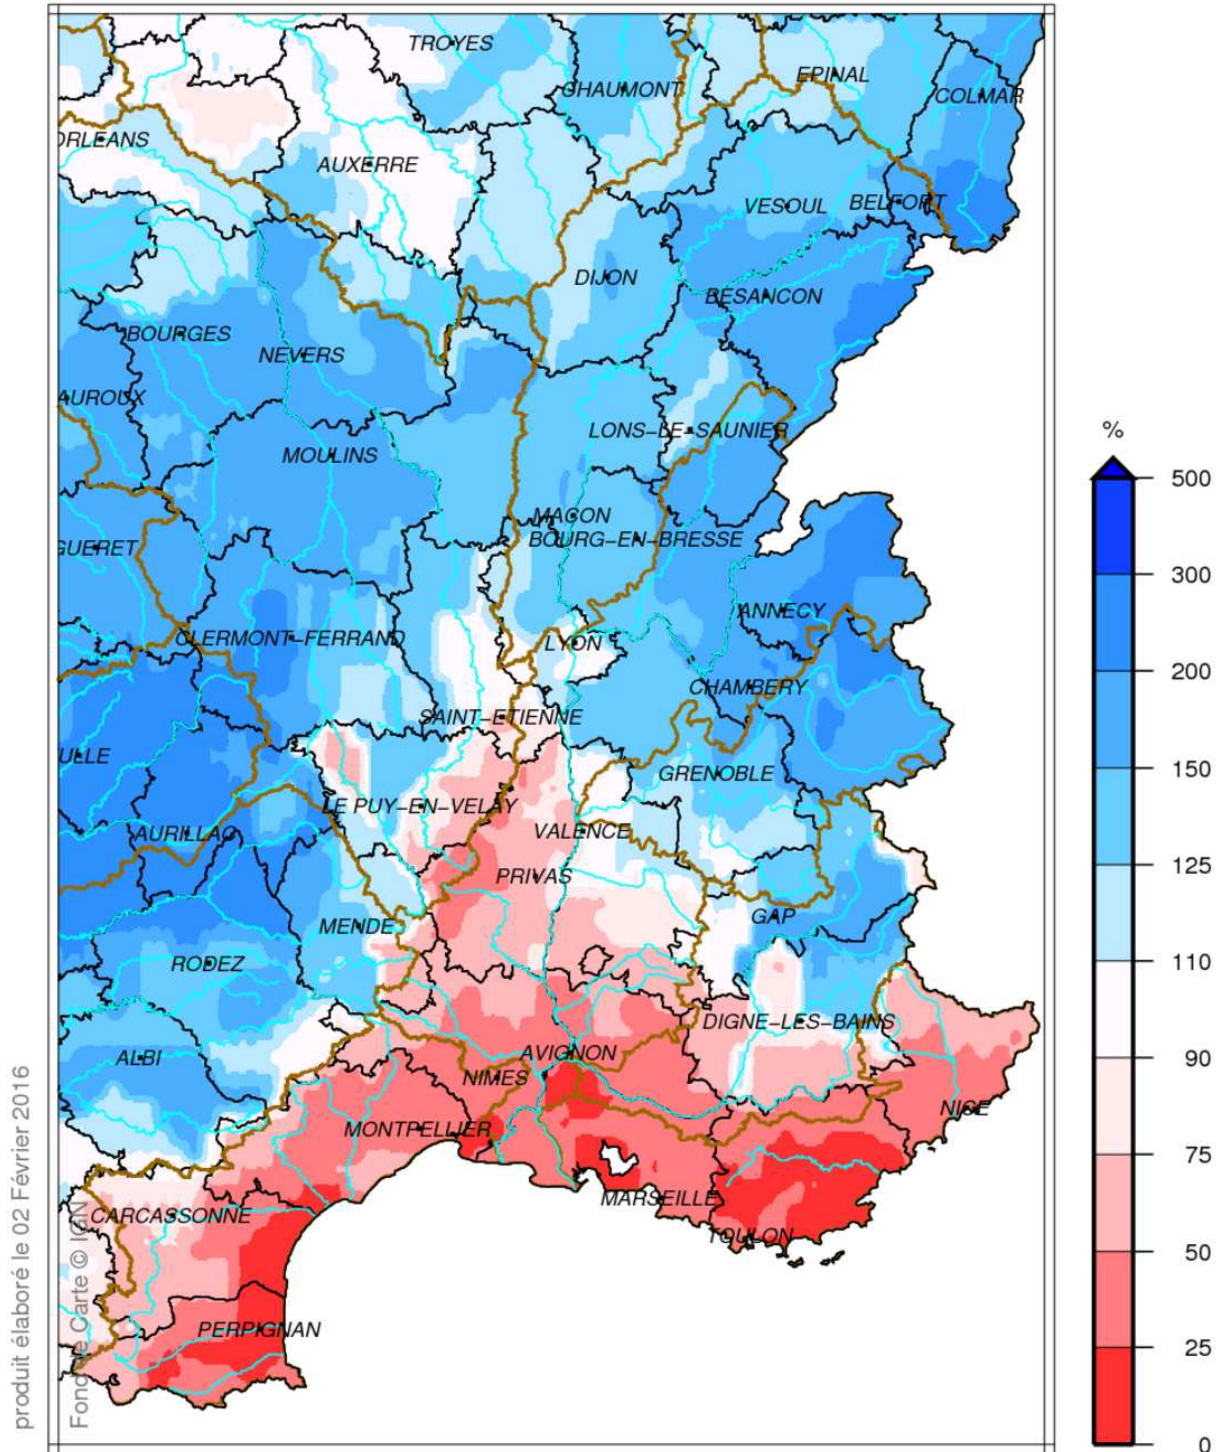 TROYES
CHAUMONT
EPINAL
COLMAR
ORLEANS
AUXERRE
VESOUL
BELFORT
DIJON
BESANCON
BOURGES
NEVERS
AUROUX
LONS-LE-SAUNIER
MOULINS
MACON
BOURG-EN-BRESSE
GUERET
ANNECY
CLERMONT-FERRAND
LYON
CHAMBERY
SAINT-ETIENNE
ULLE
GRENOBLE
LE PUY-EN-VELAY
AURILLAC
VALENCE
PRIVAS
MENDE
GAP
RODEZ
DIGNE-LES-BAINS
ALBI
AVIGNON
NIMES
NICE
MONTPELLIER
MARSEILLE
CARCASSONNE
TOULON
PERPIGNAN
%
500
300
200
150
125
110
90
75
50
25
0
produit élaboré le 02 Février 2016
Fond de Carte © IGN